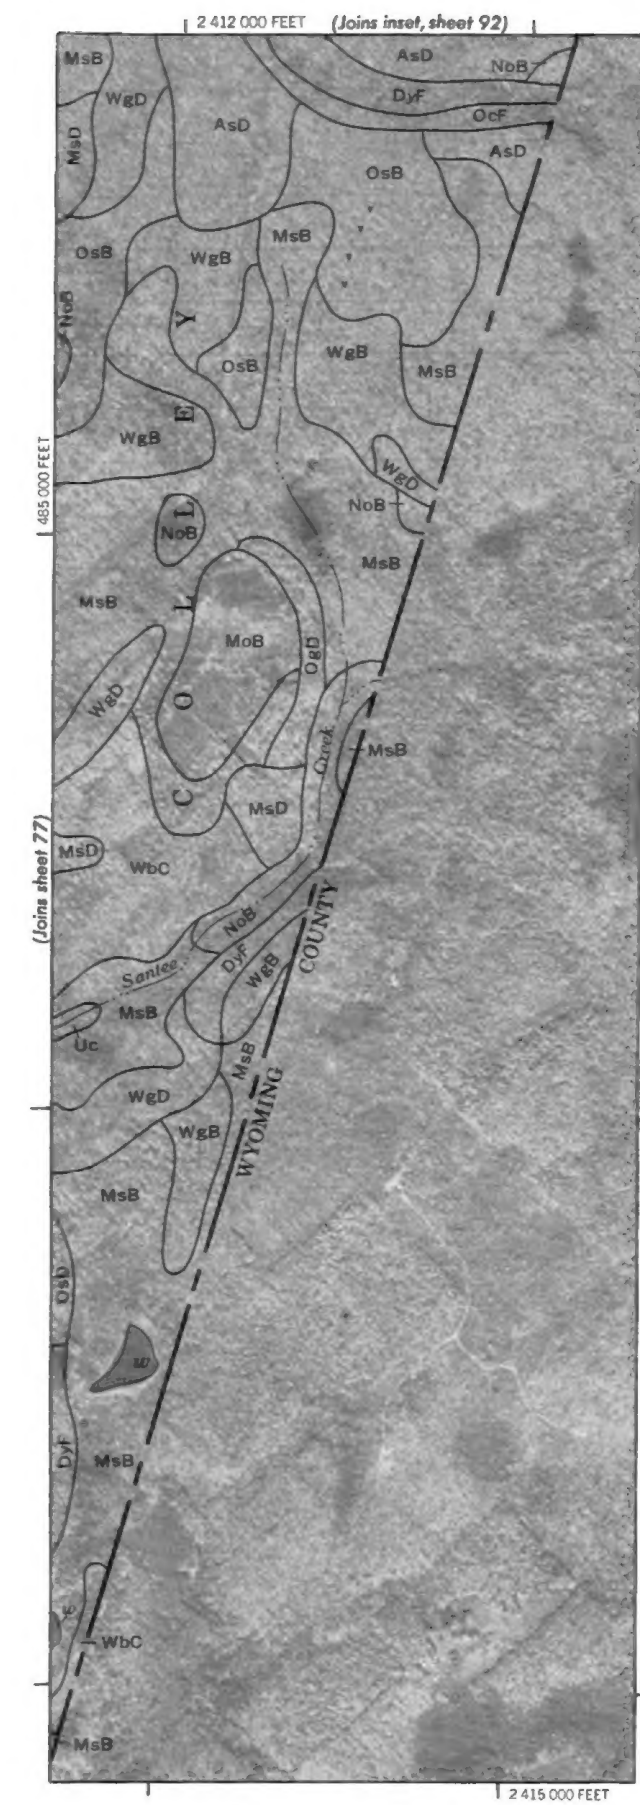 2 412 000 FEET
(Joins inset, sheet 92)
MsB
AsD
NoB
WgD
DyF
OcF
AsD
MsD
AsD
OsB
MsB
OsB
WgB
NoB
Y
OsB
WgB
MsB
E
WgB
WgD
485 000 FEET
NoB
L
NoB
MsB
MsB
L
MoB
OgD
WgD
O
Creek
MsB
C
MsD
(Joins sheet 77)
MsD
WbC
NoB
COUNTY
DyF
WgB
Santee
MsB
Uc
MsB
WgD
WYOMING
WgB
MsB
OsD
W
DyF
MsB
WbC
MsB
2 415 000 FEET